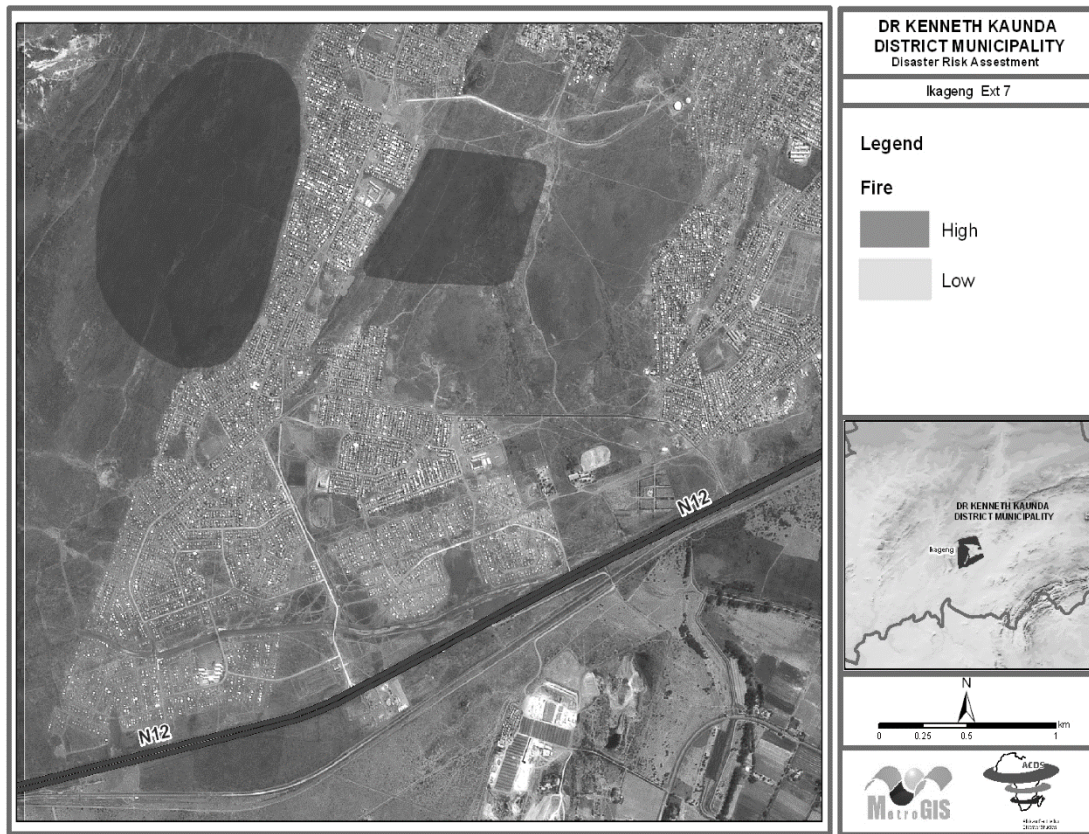 DR KENNETH KAUNDA
DISTRICT MUNICIPALITY
Disaster Risk Assestment
Ikageng Ext 7
Legend
Fire
High
Low
N12
N12
DR KENNETH KAUNDA
DISTRICT MUNICIPALITY
Ikageng
N
km
0 0.25 0.5 1
MetroGIS
ACDS